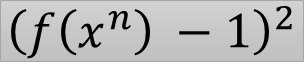 (f(xⁿ) − 1)²